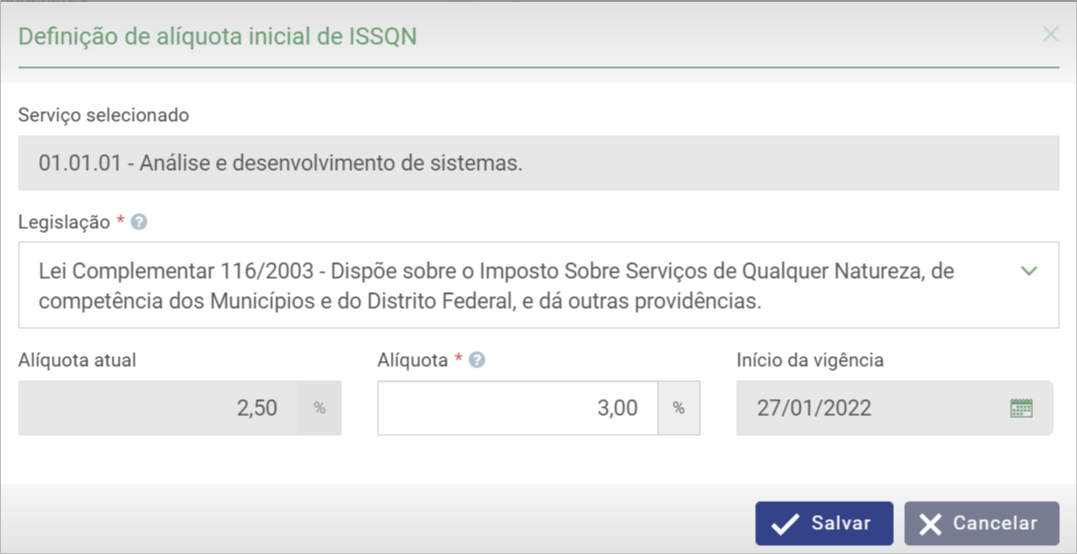 Definição de alíquota inicial de ISSQN
Serviço selecionado
01.01.01 - Análise e desenvolvimento de sistemas.
Legislação * ?
Lei Complementar 116/2003 - Dispõe sobre o Imposto Sobre Serviços de Qualquer Natureza, de
competência dos Municípios e do Distrito Federal, e dá outras providências.
Alíquota atual
2,50 %
Alíquota * ?
3,00 %
Início da vigência
27/01/2022
Salvar
Cancelar